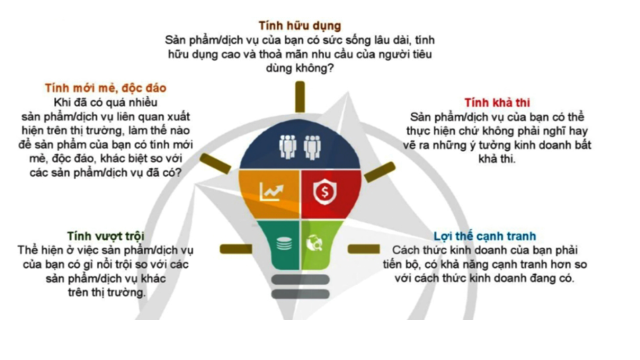 Tính hữu dụng
Sản phẩm/dịch vụ của bạn có sức sống lâu dài, tình
hữu dụng cao và thoả mãn nhu cầu của người tiêu
dùng không?
Tính mới mẻ, độc đáo
Khi đã có quá nhiều
sản phẩm/dịch vụ liên quan xuất
hiện trên thị trường, làm thế nào
để sản phẩm của bạn có tình mới
mẻ, độc đáo, khác biệt so với
các sản phẩm/dịch vụ đã có?
Tính khả thi
Sản phẩm/dịch vụ của bạn có thể
thực hiện chứ không phải nghĩ hay
vẽ ra những ý tưởng kinh doanh bất
khả thi.
Tính vượt trội
Thể hiện ở việc sản phẩm/dịch vụ
của bạn có gì nổi trội so với các
sản phẩm/dịch vụ khác
trên thị trường.
Lợi thế cạnh tranh
Cách thức kinh doanh của bạn phải
tiến bộ, có khả năng cạnh tranh hơn so
với cách thức kinh doanh đang có.
$